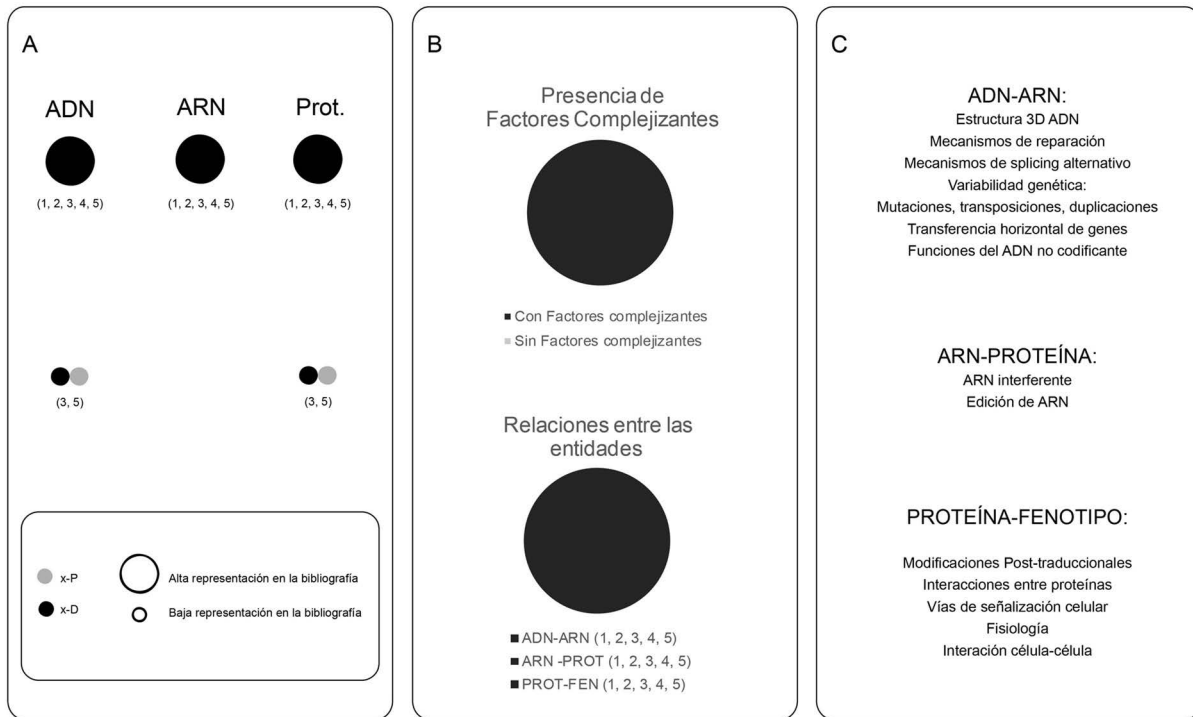 A
ADN
ARN
Prot.
(1, 2, 3, 4, 5)
(1, 2, 3, 4, 5)
(1, 2, 3, 4, 5)
(3, 5)
(3, 5)
x-P
Alta representación en la bibliografía
x-D
Baja representación en la bibliografía
B
Presencia de
Factores Complejizantes
Con Factores complejizantes
Sin Factores complejizantes
Relaciones entre las
entidades
ADN-ARN (1, 2, 3, 4, 5)
ARN -PROT (1, 2, 3, 4, 5)
PROT-FEN (1, 2, 3, 4, 5)
C
ADN-ARN:
Estructura 3D ADN
Mecanismos de reparación
Mecanismos de splicing alternativo
Variabilidad genética:
Mutaciones, transposiciones, duplicaciones
Transferencia horizontal de genes
Funciones del ADN no codificante
ARN-PROTEÍNA:
ARN interferente
Edición de ARN
PROTEÍNA-FENOTIPO:
Modificaciones Post-traduccionales
Interacciones entre proteínas
Vías de señalización celular
Fisiología
Interación célula-célula